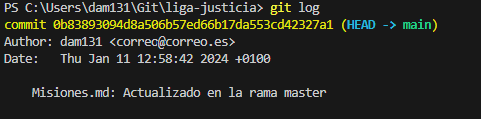 PS C:\Users\dam131\Git\liga-justicia> git log
commit 0b83893094d8a506b57ed66b17da553cd42327a1 (HEAD -> main)
Author: dam131 <correo@correo.es>
Date:   Thu Jan 11 12:58:42 2024 +0100
    Misiones.md: Actualizado en la rama master